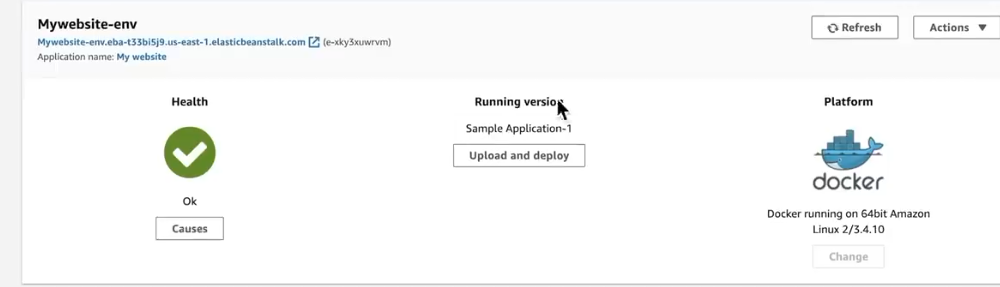 Mywebsite-env
Mywebsite-env.eba-t33bi5j9.us-east-1.elasticbeanstalk.com (e-xky3xuwrvm)
Application name: My website
Refresh
Actions
Health
Ok
Causes
Running version
Sample Application-1
Upload and deploy
Platform
docker
Docker running on 64bit Amazon
Linux 2/3.4.10
Change